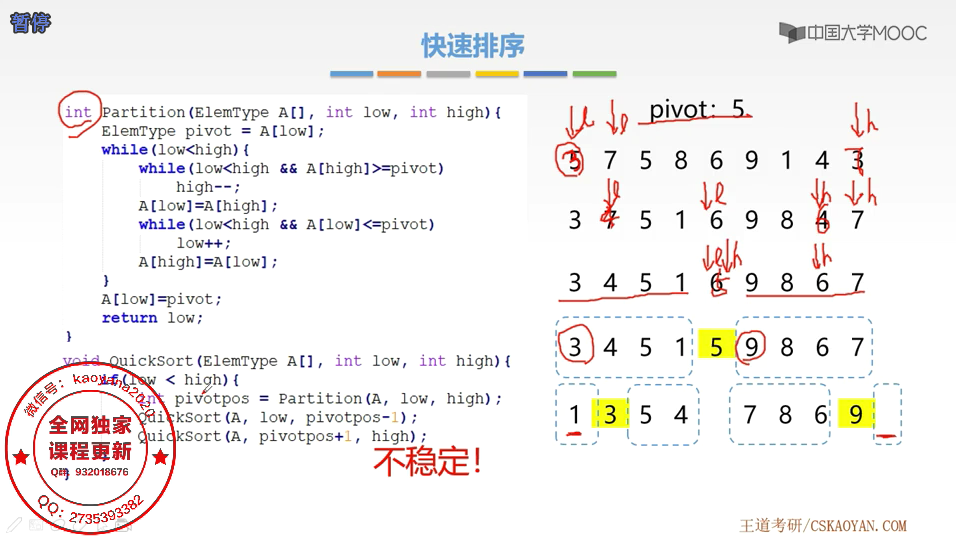 暂停
中国大学MOOC
快速排序
int Partition(ElemType A[], int low, int high){
ElemType pivot = A[low];
while(low<high){
while(low<high && A[high]>=pivot)
high--;
A[low]=A[high];
while(low<high && A[low]<=pivot)
low++;
A[high]=A[low];
}
A[low]=pivot;
return low;
}
void QuickSort(ElemType A[], int low, int high){
if(low < high){
int pivotpos = Partition(A, low, high);
QuickSort(A, low, pivotpos-1);
QuickSort(A, pivotpos+1, high);
}
不稳定!
pivot: 5
5 7 5 8 6 9 1 4 3
3 7 5 1 6 9 8 4 7
3 4 5 1 6 9 8 6 7
3 4 5 1 5 9 8 6 7
1 3 5 4 7 8 6 9
微信号: kaoyana2020
全网独家
课程更新
QQ: 932018676
QQ: 2735393382
王道考研/CSKAOYAN.COM